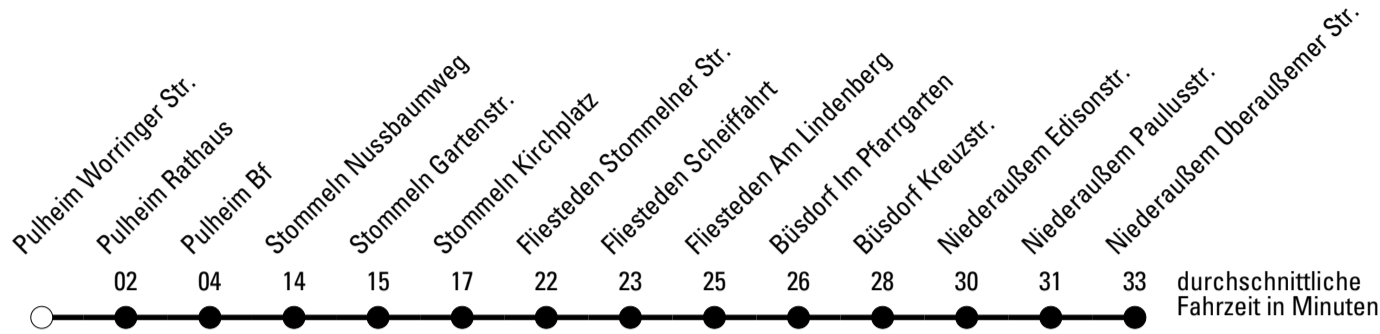 Pulheim Worringer Str.
Pulheim Rathaus
Pulheim Bf
Stommeln Nussbaumweg
Stommeln Gartenstr.
Stommeln Kirchplatz
Fliesteden Stommelner Str.
Fliesteden Scheiffahrt
Fliesteden Am Lindenberg
Büsdorf Im Pfarrgarten
Büsdorf Kreuzstr.
Niederaußem Edisonstr.
Niederaußem Paulusstr.
Niederaußem Oberaußemer Str.
02 04 14 15 17 22 23 25 26 28 30 31 33
durchschnittliche
Fahrzeit in Minuten